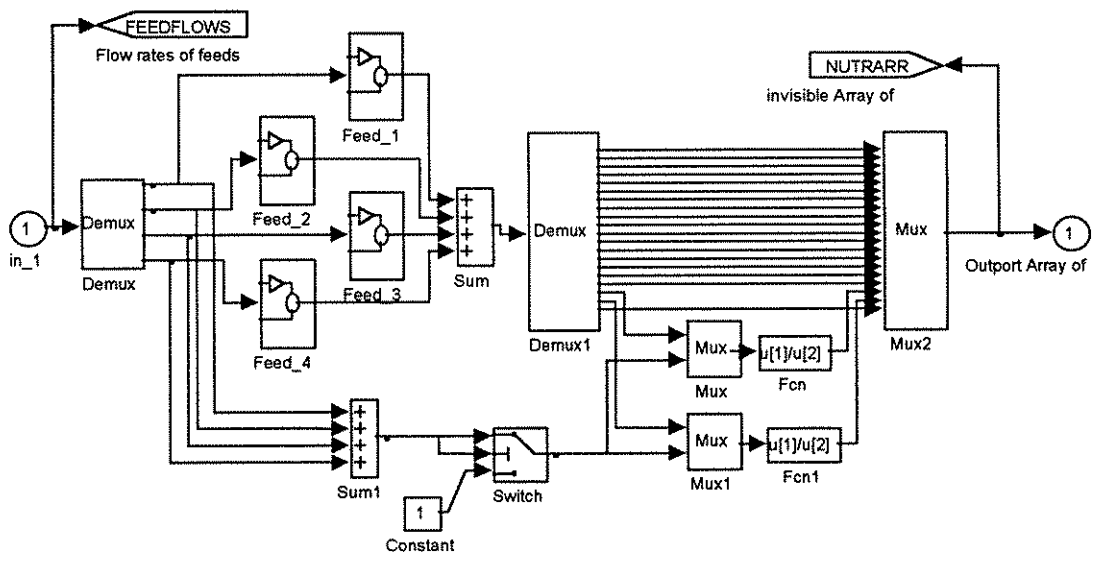 FEEDFLOWS
Flow rates of feeds
NUTRARR
invisible Array of
Feed_1
Feed_2
Feed_3
Feed_4
1
in_1
Demux
Demux
+
+
+
+
Sum
Demux
Demux1
Mux
Mux2
1
Outport Array of
Mux
Mux
u[1]/u[2]
Fcn
+
+
+
+
Sum1
Switch
1
Constant
Mux
Mux1
u[1]/u[2]
Fcn1